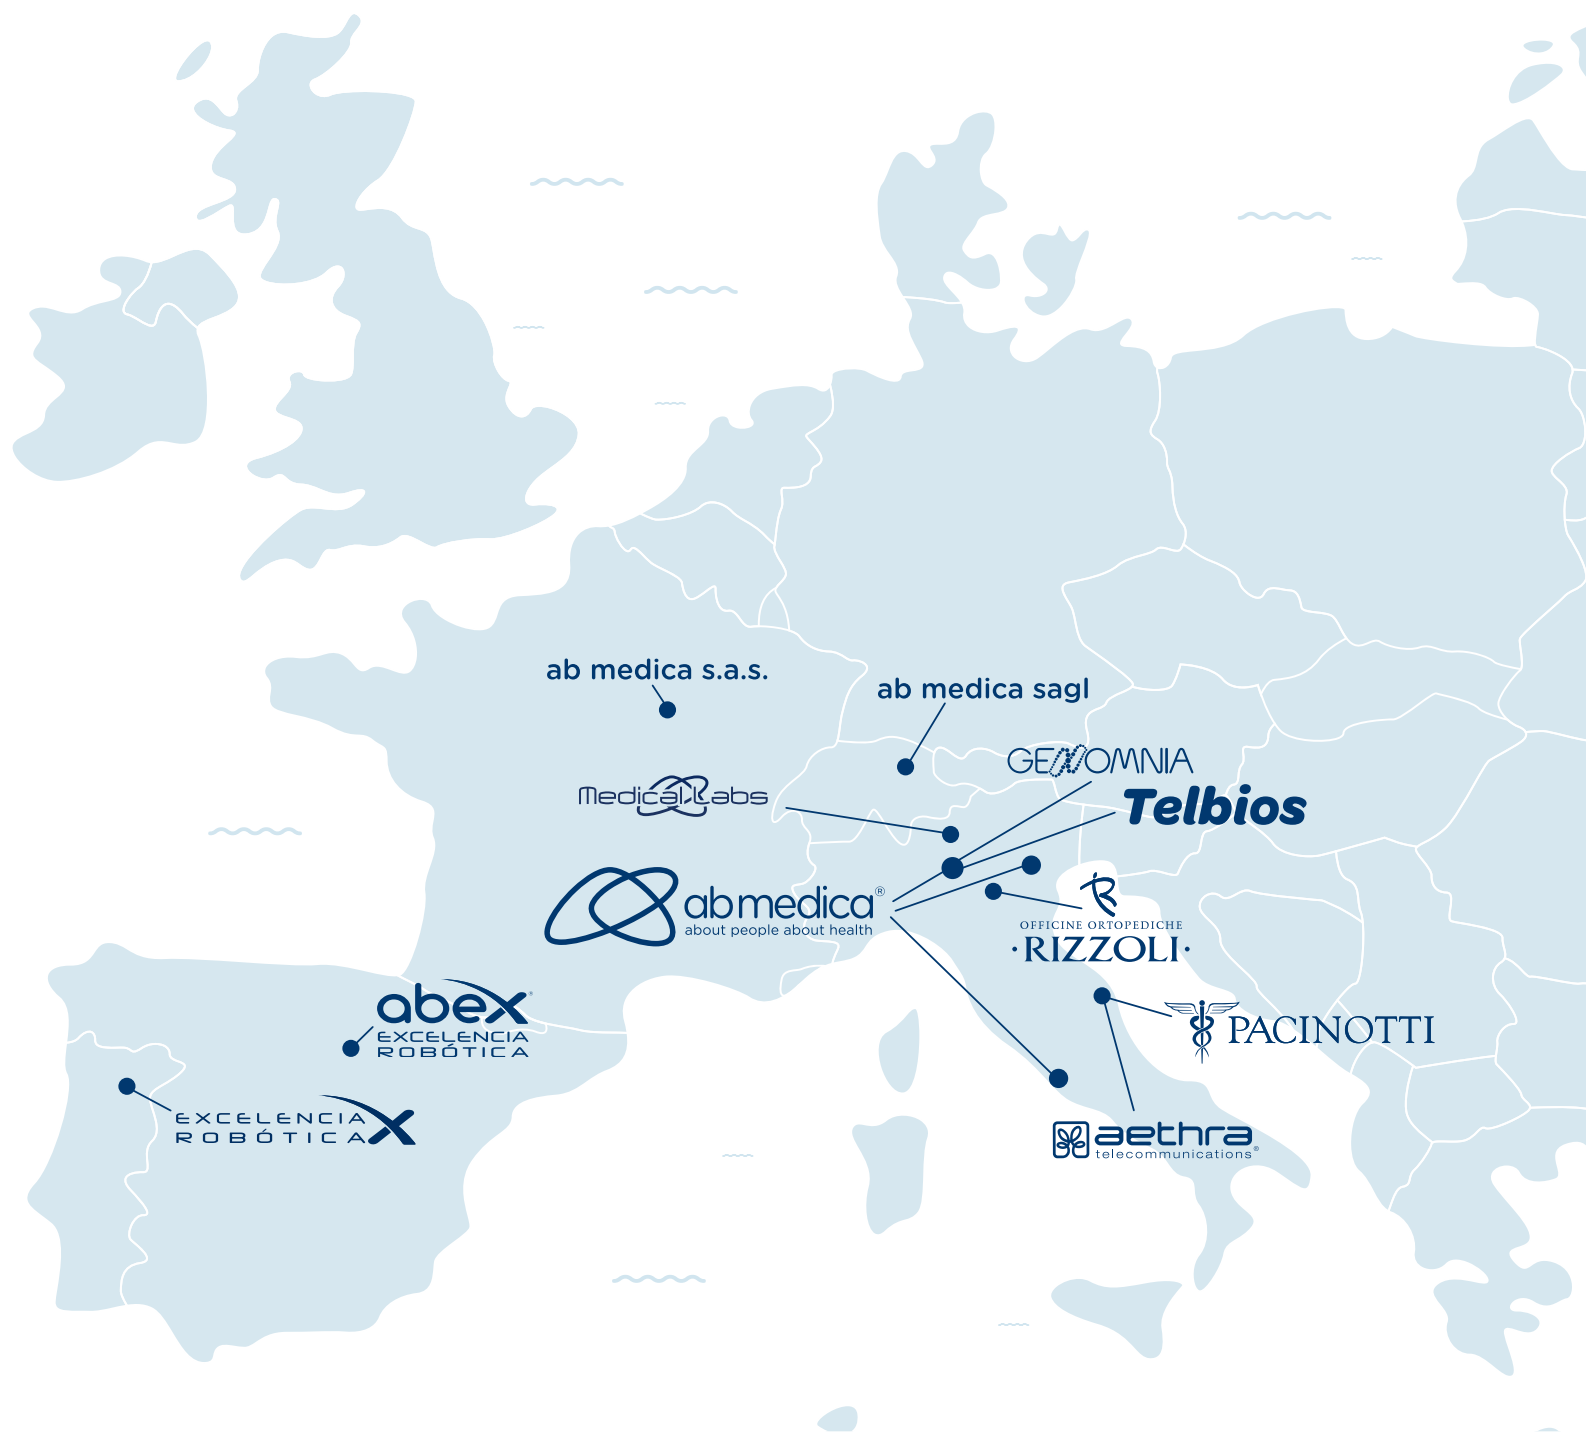 ab medica s.a.s.
ab medica sagl
GENOMNIA
Telbios
Medical Labs
abmedica®
about people about health
OFFICINE ORTOPEDICHE
·RIZZOLI·
abex®
EXCELENCIA
ROBÓTICA
PACINOTTI
EXCELENCIA
ROBÓTICA X
aethra
telecommunications®